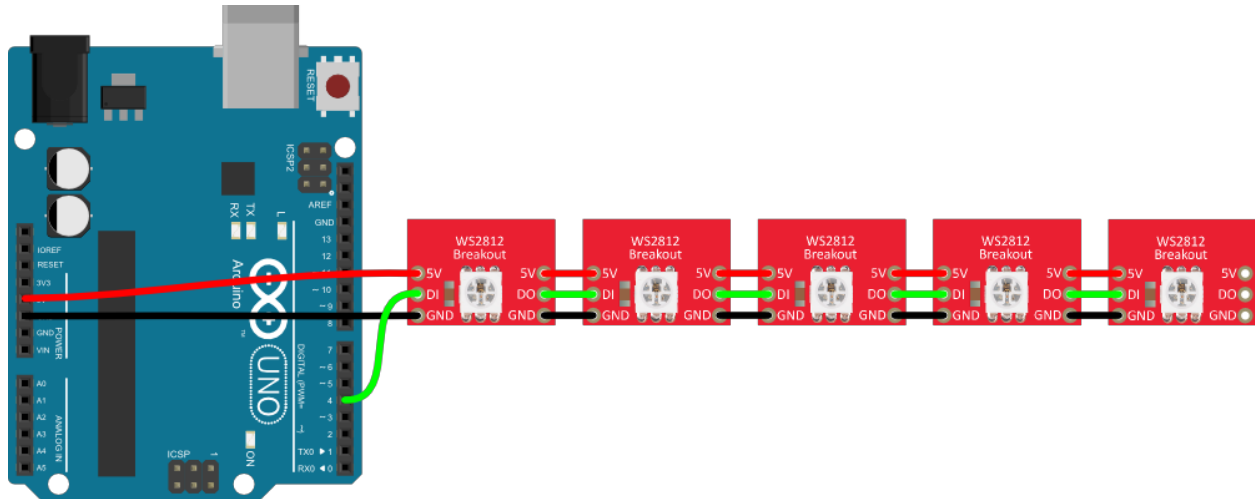 RESET
ICSP2
AREF
GND
13
12
~10
~9
8
IOREF
RESET
3V3
GND
VIN
POWER
RX
TX
L
Arduino
UNO
DIGITAL (PWM~)
7
~6
~5
4
~3
2
TX0 ▶ 1
RX0 ◀ 0
A0
A1
A2
A3
A4
A5
ANALOG IN
ICSP
1
ON
WS2812
Breakout
5V
DI
GND
5V
DO
GND
WS2812
Breakout
5V
DI
GND
5V
DO
GND
WS2812
Breakout
5V
DI
GND
5V
DO
GND
WS2812
Breakout
5V
DI
GND
5V
DO
GND
WS2812
Breakout
5V
DI
GND
5V
DO
GND